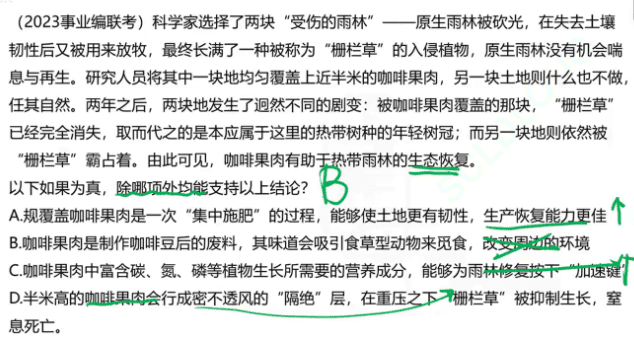 （2023事业编联考）科学家选择了两块“受伤的雨林”——原生雨林被砍光，在失去土壤
韧性后又被用来放牧，最终长满了一种被称为“栅栏草”的入侵植物，原生雨林没有机会喘
息与再生。研究人员将其中一块地均匀覆盖上近半米的咖啡果肉，另一块土地则什么也不做，
任其自然。两年之后，两块地发生了迥然不同的剧变：被咖啡果肉覆盖的那块，“栅栏草”
已经完全消失，取而代之的是本应属于这里的热带树种的年轻树冠；而另一块地则依然被
“栅栏草”霸占着。由此可见，咖啡果肉有助于热带雨林的生态恢复。
以下如果为真，除哪项外均能支持以上结论？ B
A.规覆盖咖啡果肉是一次“集中施肥”的过程，能够使土地更有韧性，生产恢复能力更佳
B.咖啡果肉是制作咖啡豆后的废料，其味道会吸引食草型动物来觅食，改变周边的环境
C.咖啡果肉中富含碳、氮、磷等植物生长所需要的营养成分，能够为雨林修复按下“加速键”
D.半米高的咖啡果肉会行成密不透风的“隔绝”层，在重压之下“栅栏草”被抑制生长，窒
息死亡。